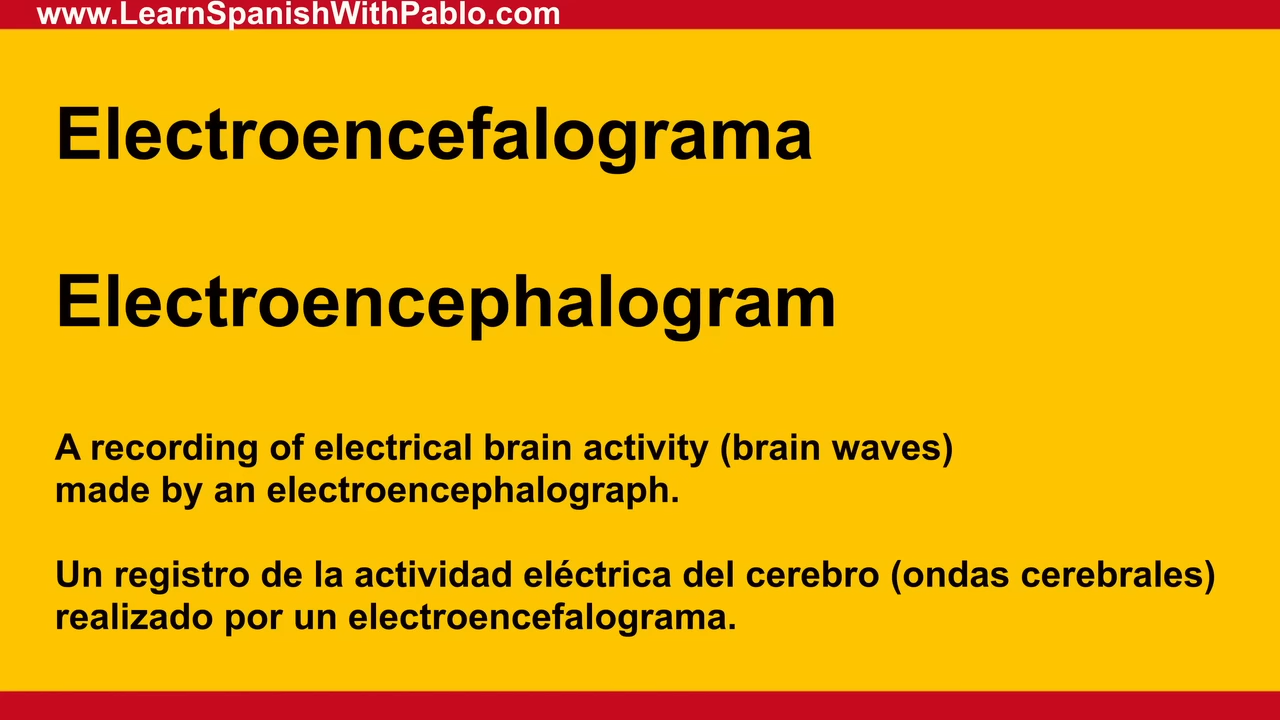 www.LearnSpanishWithPablo.com
Electroencefalograma
Electroencephalogram
A recording of electrical brain activity (brain waves)
made by an electroencephalograph.
Un registro de la actividad eléctrica del cerebro (ondas cerebrales)
realizado por un electroencefalograma.